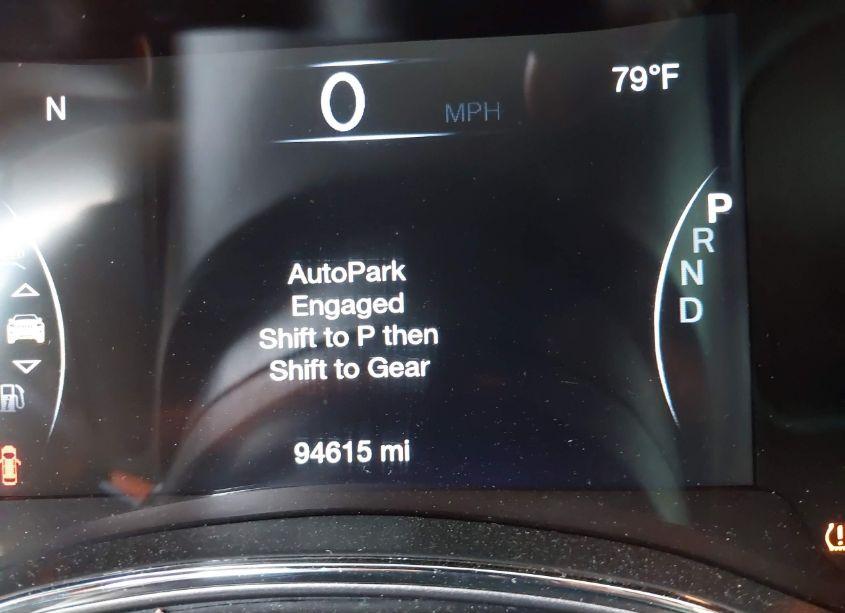 N
0 MPH
79°F
P
R
N
D
AutoPark
Engaged
Shift to P then
Shift to Gear
94615 mi